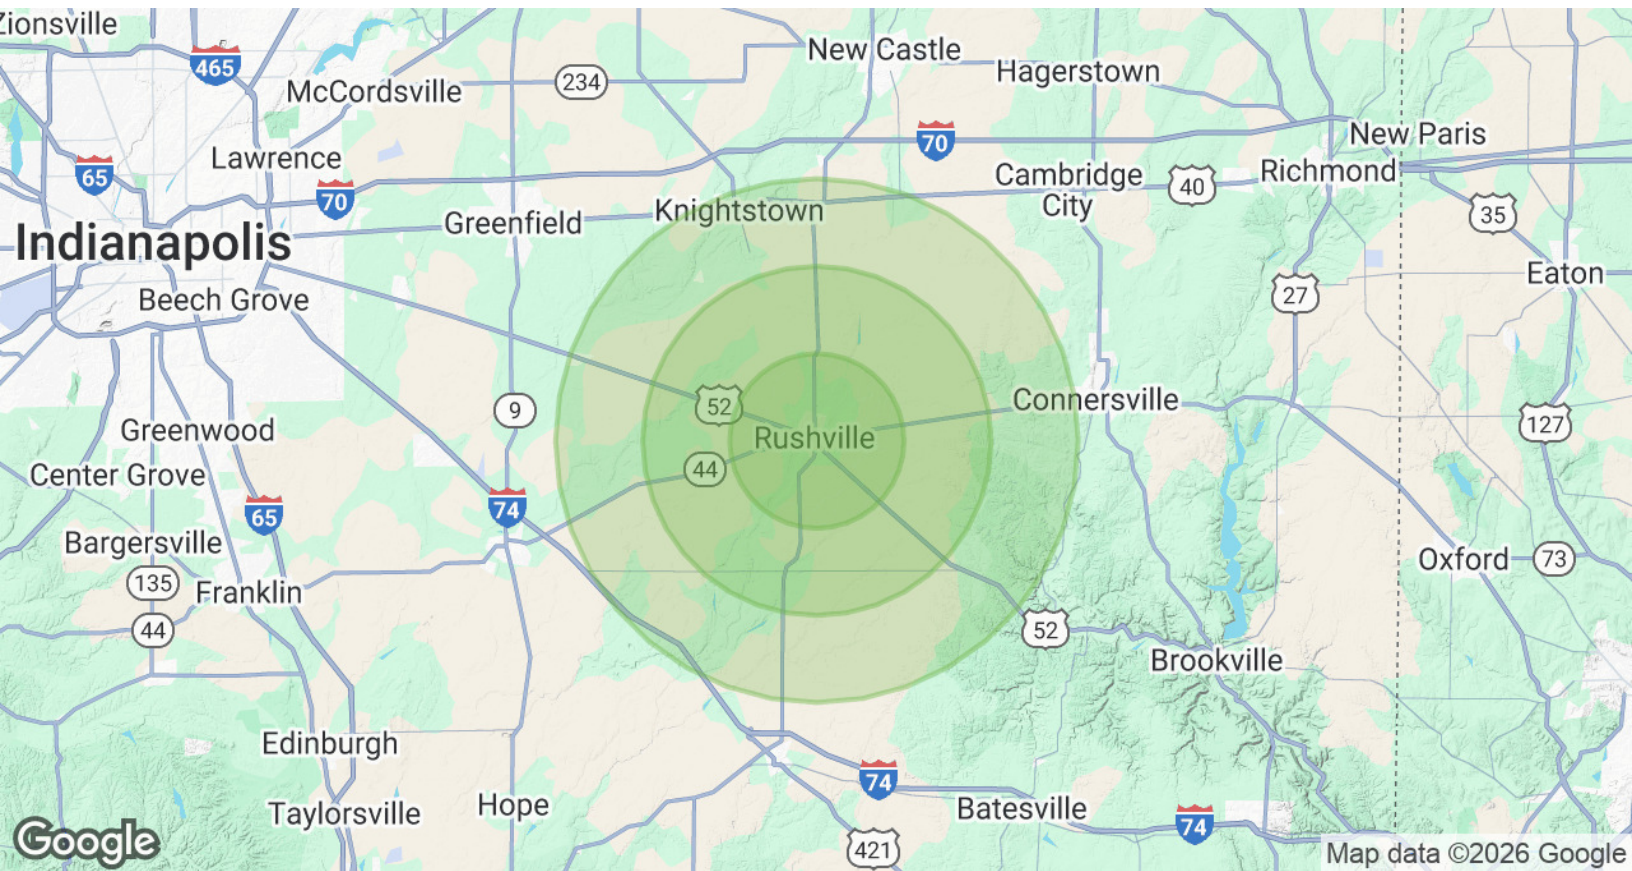 Zionsville
New Castle
465
Hagerstown
234
McCordsville
New Paris
70
Lawrence
65
Richmond
Cambridge
City
40
70
Knightstown
35
Greenfield
Indianapolis
Eaton
27
Beech Grove
Connersville
52
9
127
Greenwood
Rushville
44
Center Grove
74
65
Bargersville
Oxford
73
135
Franklin
44
52
Brookville
Edinburgh
74
Hope
Batesville
Taylorsville
74
Google
421
Map data ©2026 Google